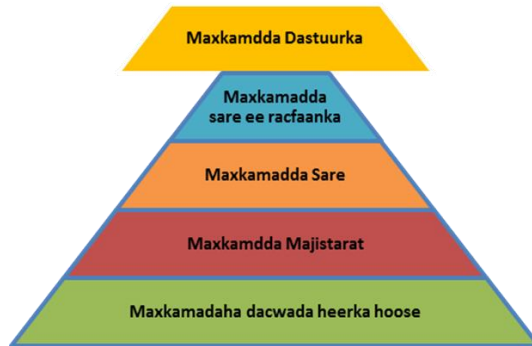 Maxkamdda Dastuurka
Maxkamadda
sare ee racfaanka
Maxkamadda Sare
Maxkamdda Majistarat
Maxkamadaha dacwada heerka hoose